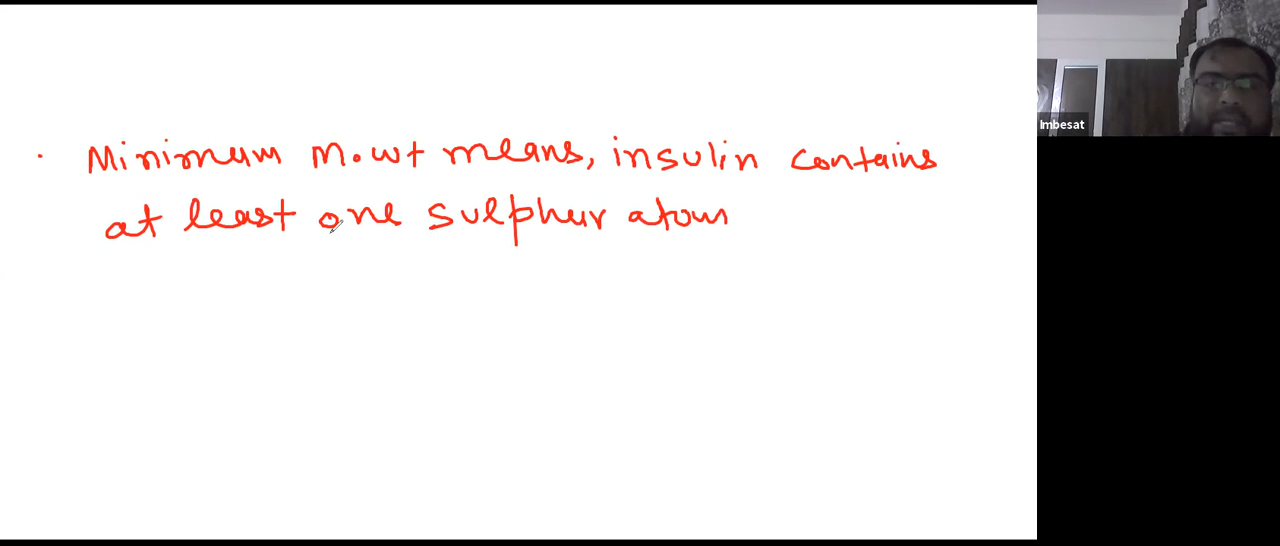 • Minimum M.wt means, insulin contains
at least one sulphur atom
Imbesat